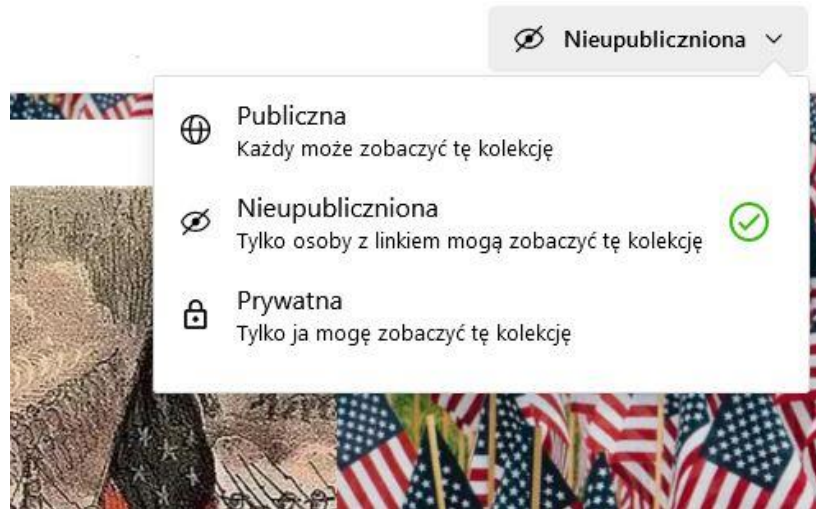 Nieupubliczniona
Publiczna
Każdy może zobaczyć tę kolekcję
Nieupubliczniona
Tylko osoby z linkiem mogą zobaczyć tę kolekcję
Prywatna
Tylko ja mogę zobaczyć tę kolekcję